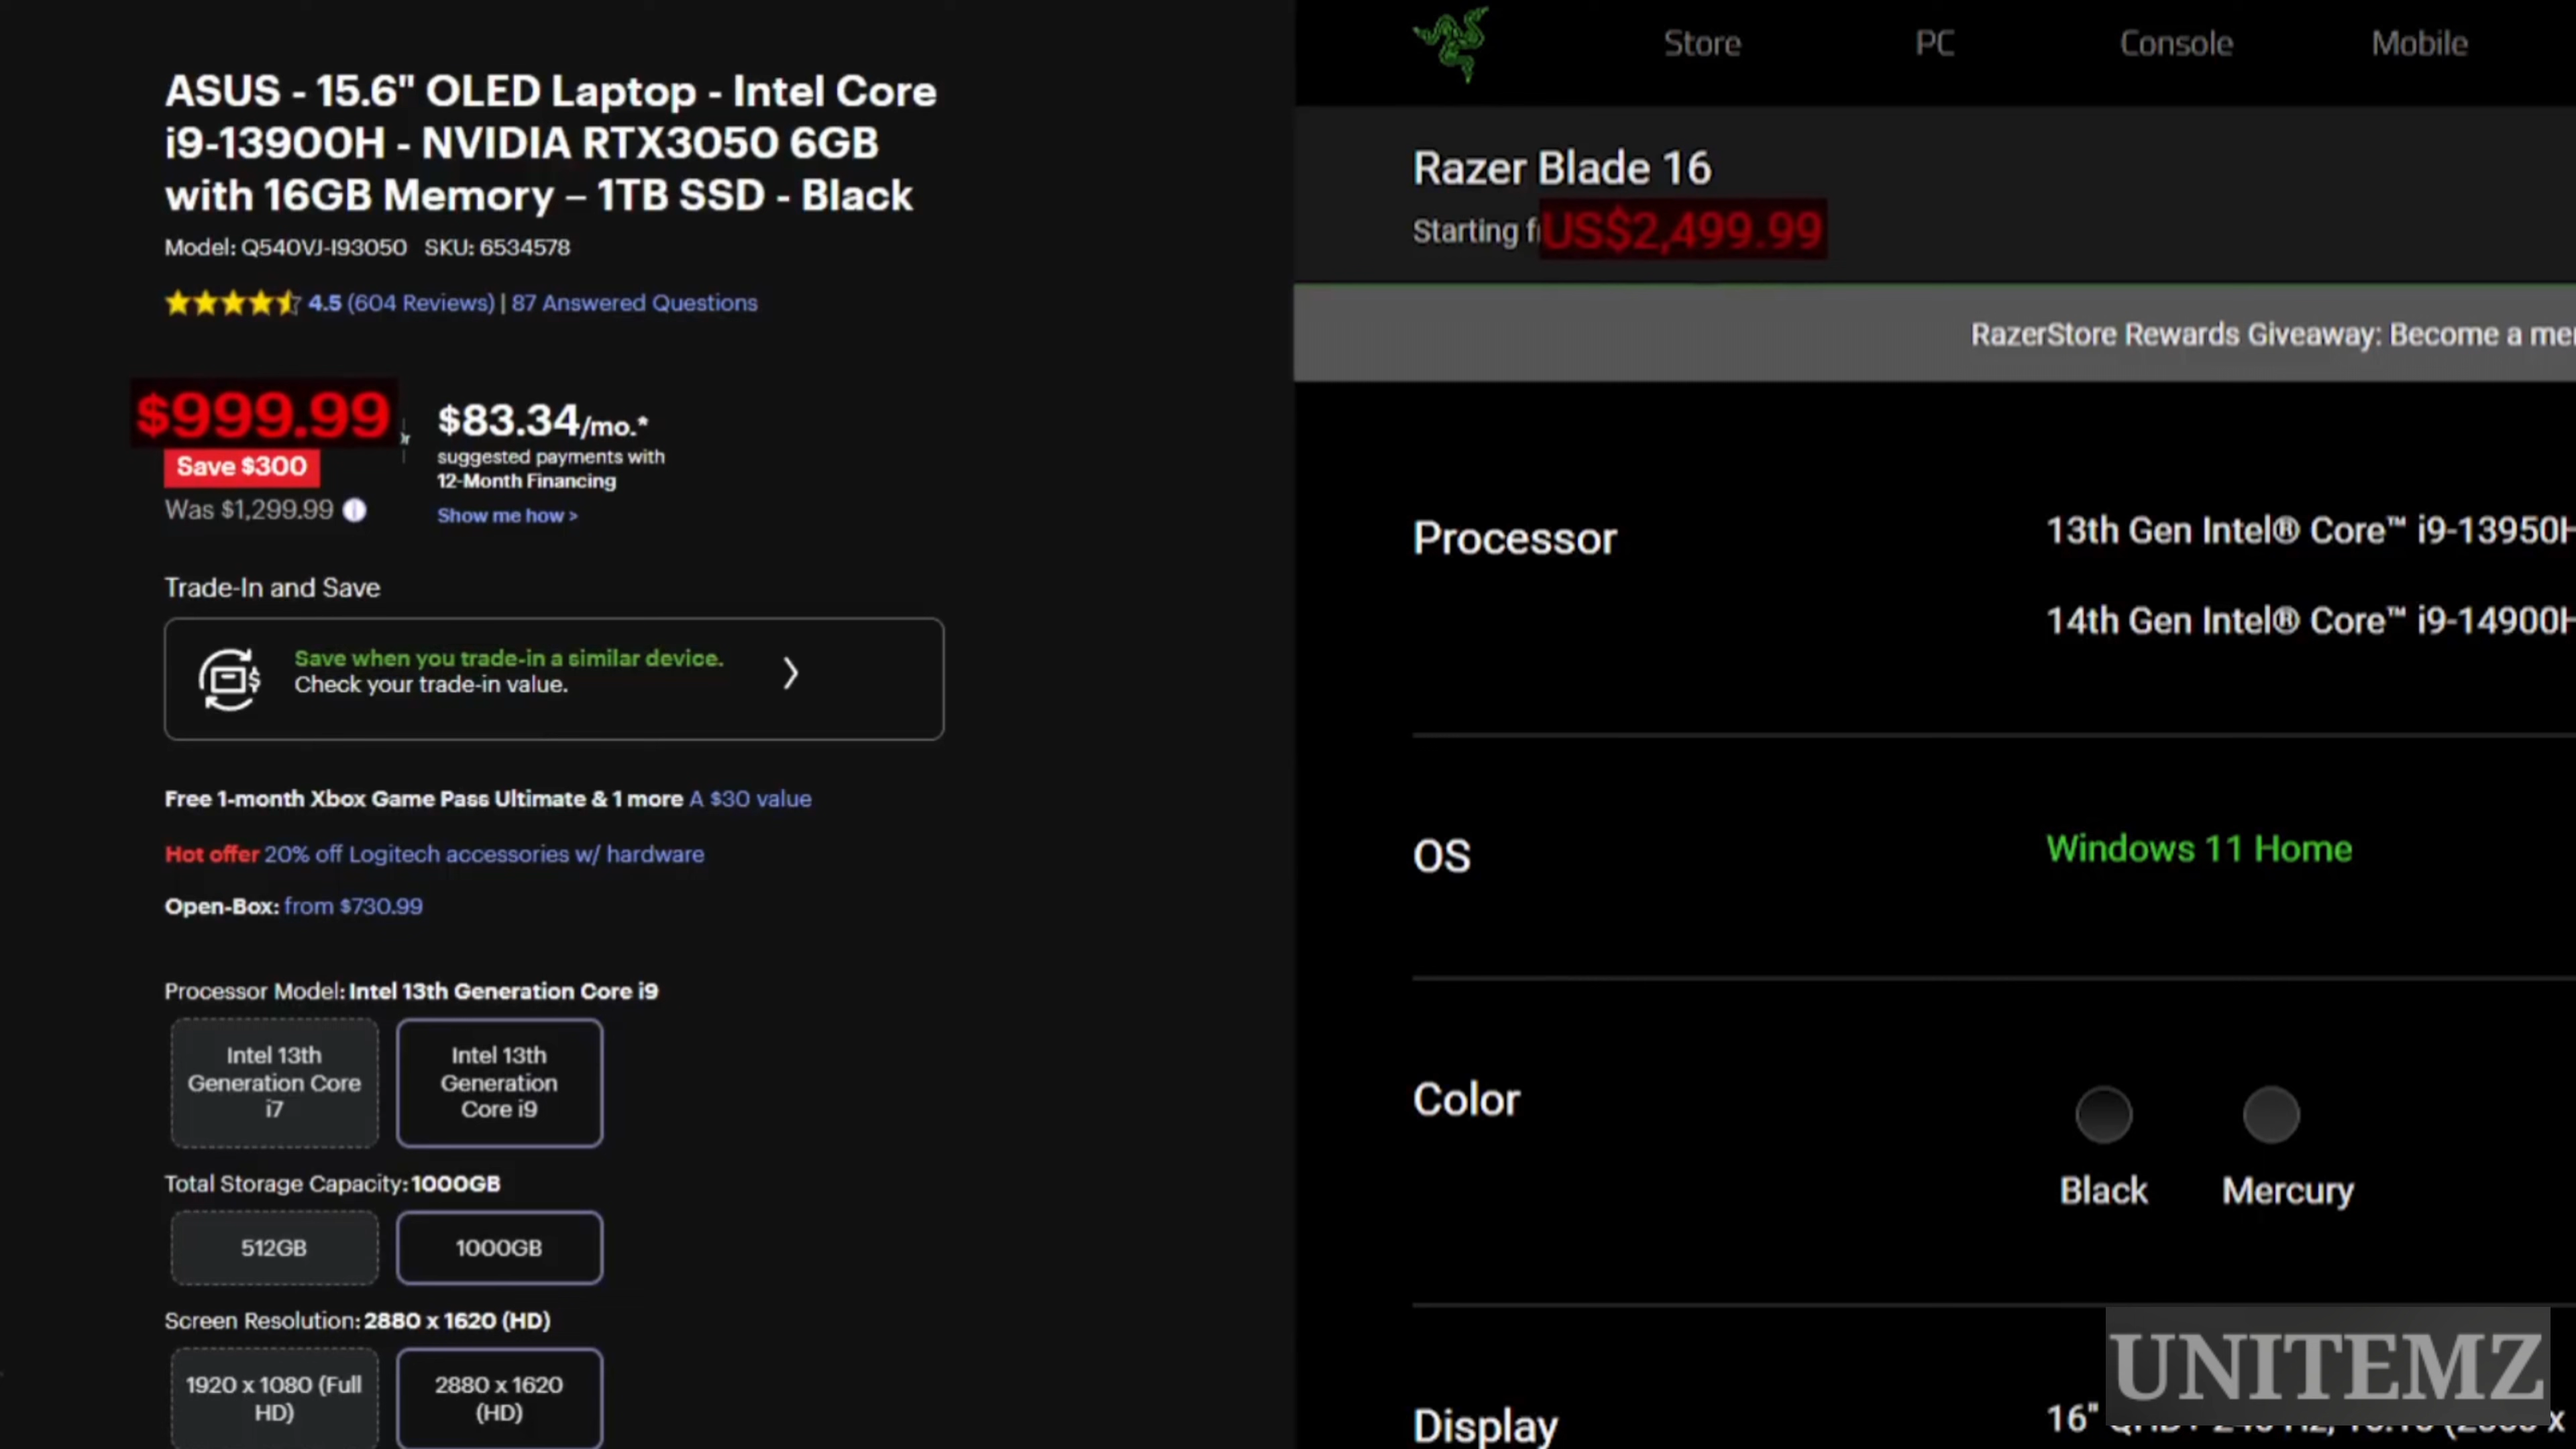 ASUS - 15.6" OLED Laptop - Intel Core
i9-13900H - NVIDIA RTX3050 6GB
with 16GB Memory – 1TB SSD - Black
Model: Q540VJ-I93050 SKU: 6534578
4.5 (604 Reviews) | 87 Answered Questions
$999.99
Save $300
Was $1,299.99
$83.34/mo.*
suggested payments with
12-Month Financing
Show me how >
Trade-In and Save
Save when you trade-in a similar device.
Check your trade-in value.
Free 1-month Xbox Game Pass Ultimate & 1 more A $30 value
Hot offer 20% off Logitech accessories w/ hardware
Open-Box: from $730.99
Processor Model: Intel 13th Generation Core i9
Intel 13th
Generation Core
i7
Intel 13th
Generation
Core i9
Total Storage Capacity: 1000GB
512GB
1000GB
Screen Resolution: 2880 x 1620 (HD)
1920 x 1080 (Full
HD)
2880 x 1620
(HD)
Store
PC
Console
Mobile
Razer Blade 16
Starting f
US$2,499.99
RazerStore Rewards Giveaway: Become a me
Processor
13th Gen Intel® Core™ i9-13950H
14th Gen Intel® Core™ i9-14900H
OS
Windows 11 Home
Color
Black
Mercury
Display
16"
UNITEMZ